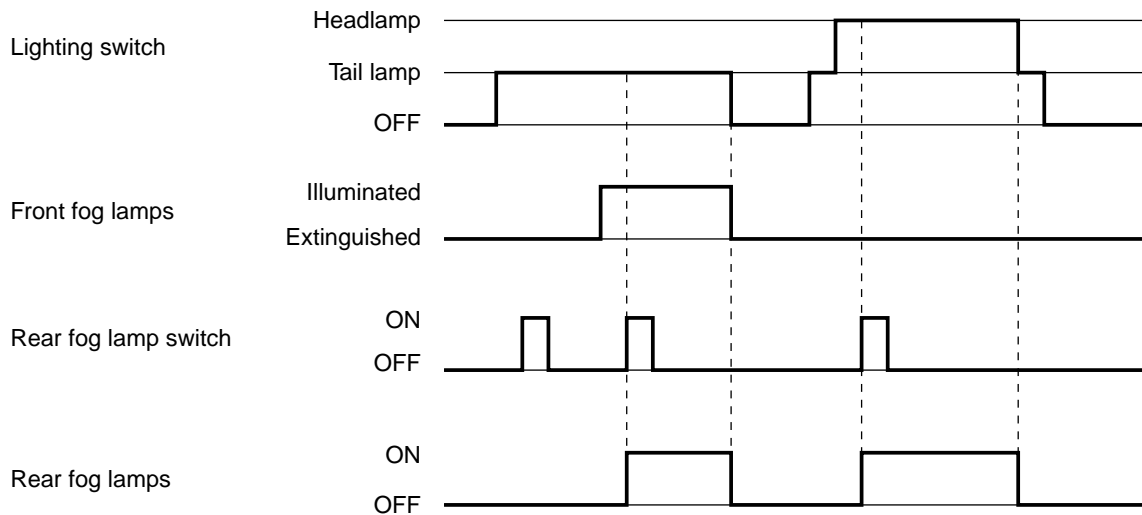 Lighting switch
Headlamp
Tail lamp
OFF
Front fog lamps
Illuminated
Extinguished
Rear fog lamp switch
ON
OFF
Rear fog lamps
ON
OFF